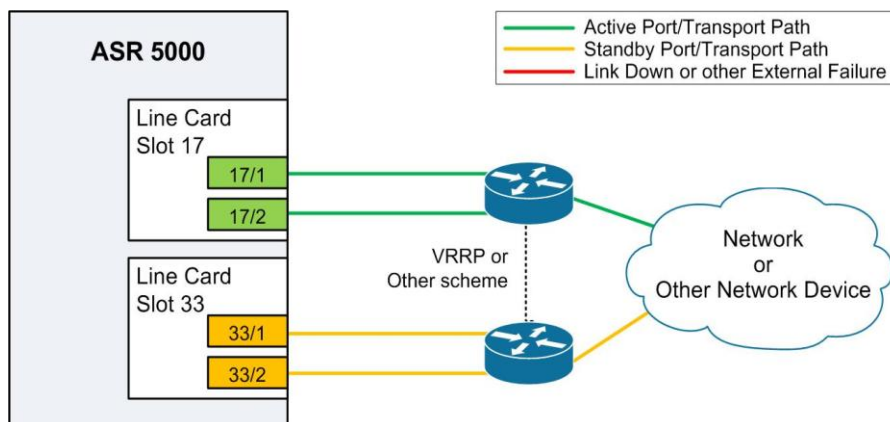 ASR 5000
Active Port/Transport Path
Standby Port/Transport Path
Link Down or other External Failure
Line Card
Slot 17
17/1
17/2
VRRP or
Other scheme
Network
or
Other Network Device
Line Card
Slot 33
33/1
33/2